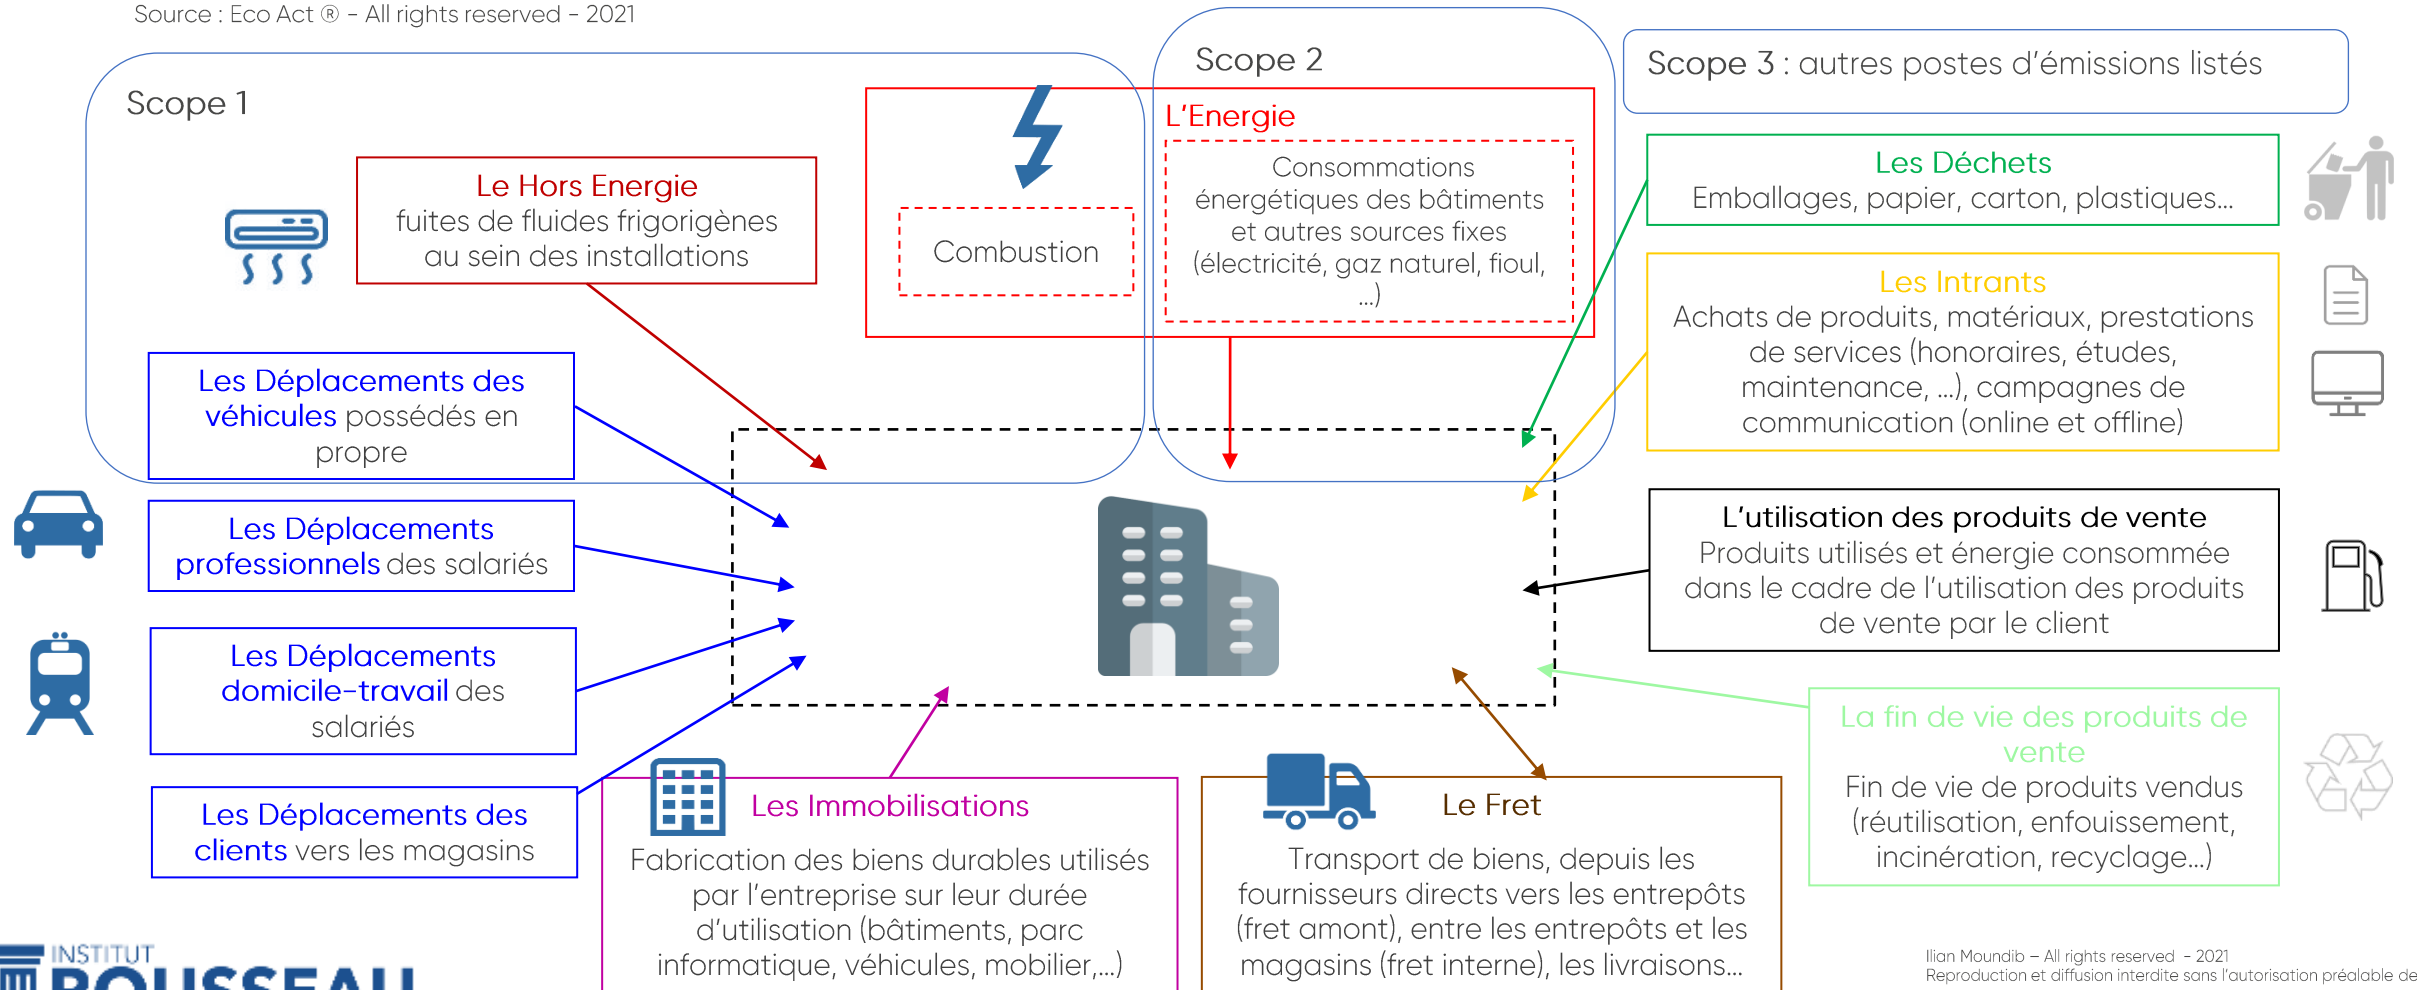 Source : Eco Act ® - All rights reserved - 2021
Scope 1
Scope 2
Scope 3 : autres postes d'émissions listés
L'Energie
Combustion
Consommations
énergétiques des bâtiments
et autres sources fixes
(électricité, gaz naturel, fioul,
...)
Le Hors Energie
fuites de fluides frigorigènes
au sein des installations
Les Déplacements des
véhicules possédés en
propre
Les Déplacements
professionnels des salariés
Les Déplacements
domicile-travail des
salariés
Les Déplacements des
clients vers les magasins
Les Déchets
Emballages, papier, carton, plastiques...
Les Intrants
Achats de produits, matériaux, prestations
de services (honoraires, études,
maintenance, ...), campagnes de
communication (online et offline)
L'utilisation des produits de vente
Produits utilisés et énergie consommée
dans le cadre de l'utilisation des produits
de vente par le client
La fin de vie des produits de
vente
Fin de vie de produits vendus
(réutilisation, enfouissement,
incinération, recyclage...)
Les Immobilisations
Fabrication des biens durables utilisés
par l'entreprise sur leur durée
d'utilisation (bâtiments, parc
informatique, véhicules, mobilier,...)
Le Fret
Transport de biens, depuis les
fournisseurs directs vers les entrepôts
(fret amont), entre les entrepôts et les
magasins (fret interne), les livraisons...
INSTITUT
ROUSSEAU
Ilian Moundib – All rights reserved - 2021
Reproduction et diffusion interdite sans l'autorisation préalable de